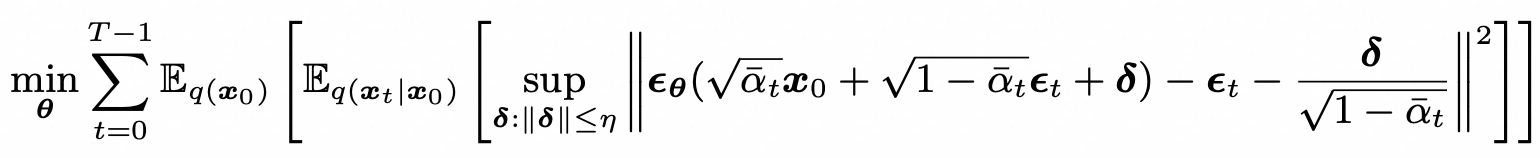 $$\min_{\boldsymbol{\theta}} \sum_{t=0}^{T-1} \mathbb{E}_{q(\boldsymbol{x}_0)} \left[ \mathbb{E}_{q(\boldsymbol{x}_t|\boldsymbol{x}_0)} \left[ \sup_{\boldsymbol{\delta}:\|\boldsymbol{\delta}\|\leq\eta} \left\| \boldsymbol{\epsilon}_{\boldsymbol{\theta}}(\sqrt{\bar{\alpha}_t}\boldsymbol{x}_0 + \sqrt{1-\bar{\alpha}_t}\boldsymbol{\epsilon}_t + \boldsymbol{\delta}) - \boldsymbol{\epsilon}_t - \frac{\boldsymbol{\delta}}{\sqrt{1-\bar{\alpha}_t}} \right\|^2 \right] \right]$$